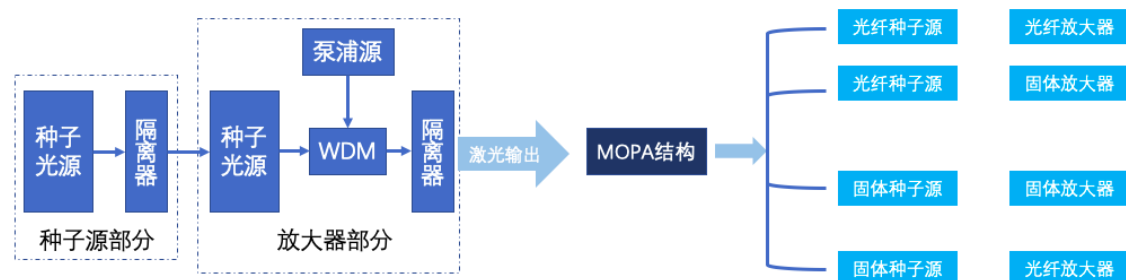 泵浦源
种子
光源
隔
离
器
种子
光源
WDM
隔
离
器
种子源部分
放大器部分
激光输出
MOPA结构
光纤种子源
光纤放大器
光纤种子源
固体放大器
固体种子源
固体放大器
固体种子源
光纤放大器